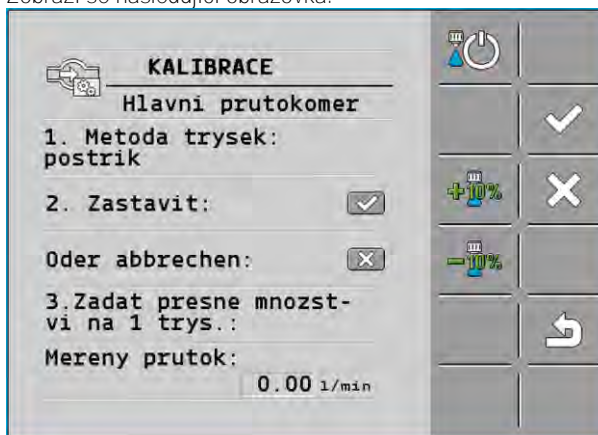 Zobrazí se následující obrazovka:
KALIBRACE
Hlavni prutokomer
1. Metoda trysek:
postrik
2. Zastavit:
Oder abbrechen:
3.Zadat presne mnozst-
vi na 1 trys.:
Mereny prutok:
0.00 l/min
+10%
-10%